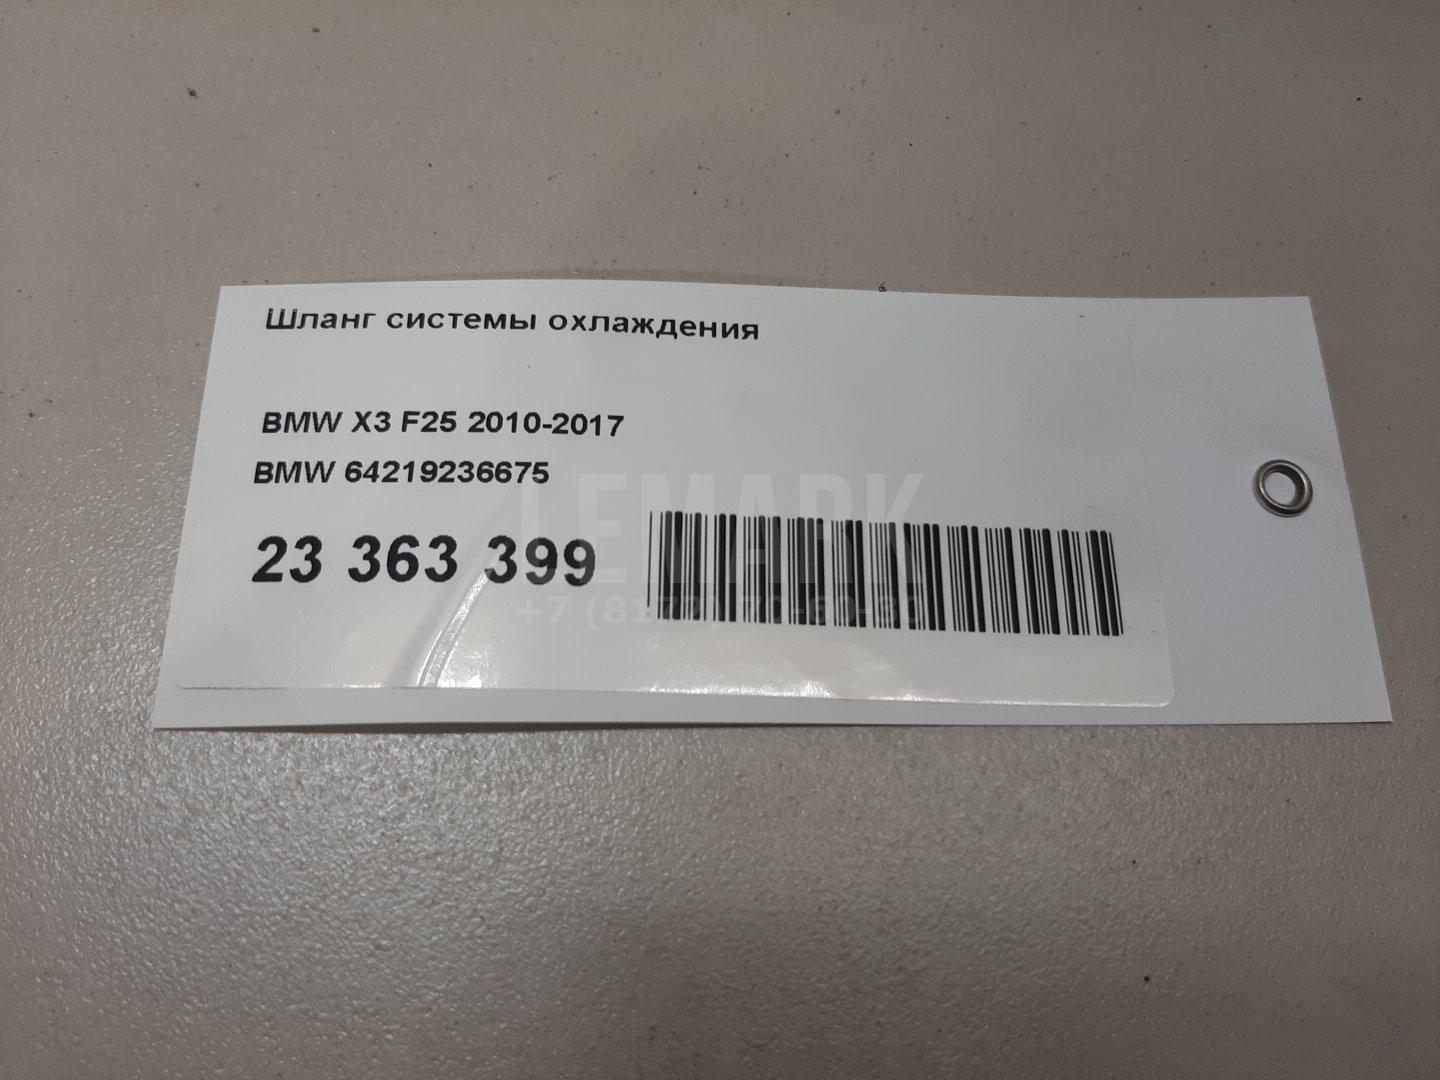 Шланг системы охлаждения
BMW X3 F25 2010-2017
BMW 64219236675
23 363 399
LEMARK